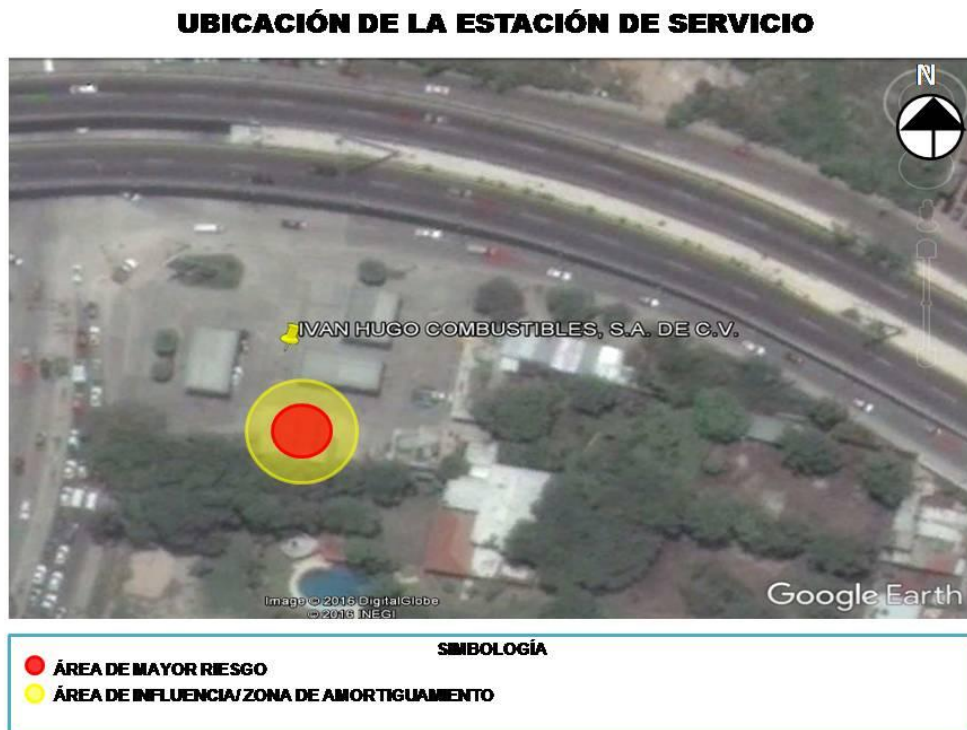 UBICACIÓN DE LA ESTACIÓN DE SERVICIO
N
IVAN HUGO COMBUSTIBLES, S.A. DE C.V.
Image © 2016 DigitalGlobe
© 2016 INEGI
Google Earth
SIMBOLOGÍA
ÁREA DE MAYOR RIESGO
ÁREA DE INFLUENCIA/ ZONA DE AMORTIGUAMIENTO